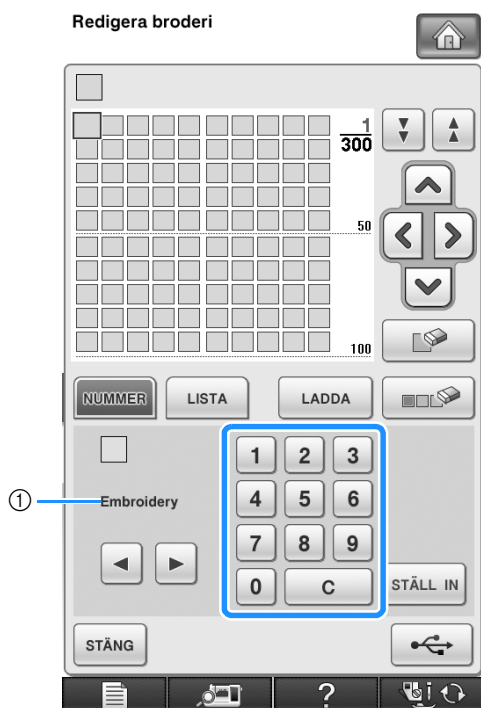 Redigera broderi
1
300
50
100
NUMMER LISTA LADDA
1 2 3
① Embroidery 4 5 6
7 8 9
0 C STÄLL IN
STÄNG
?